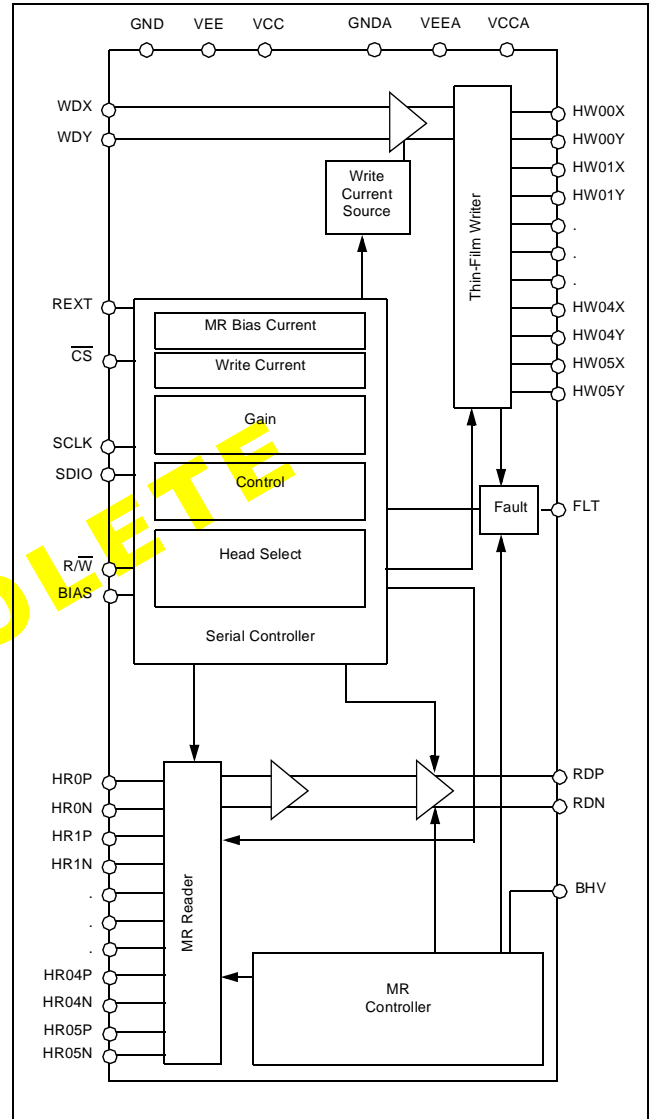 GND VEE VCC GNDA VEEA VCCA
WDX
WDY
Write
Current
Source
Thin-Film Writer
HW00X
HW00Y
HW01X
HW01Y
.
.
.
HW04X
HW04Y
HW05X
HW05Y
REXT
CS
SCLK
SDIO
R/W
BIAS
MR Bias Current
Write Current
Gain
Control
Head Select
Serial Controller
Fault
FLT
OLETE
HR0P
HR0N
HR1P
HR1N
.
.
.
HR04P
HR04N
HR05P
HR05N
MR Reader
RDP
RDN
BHV
MR
Controller